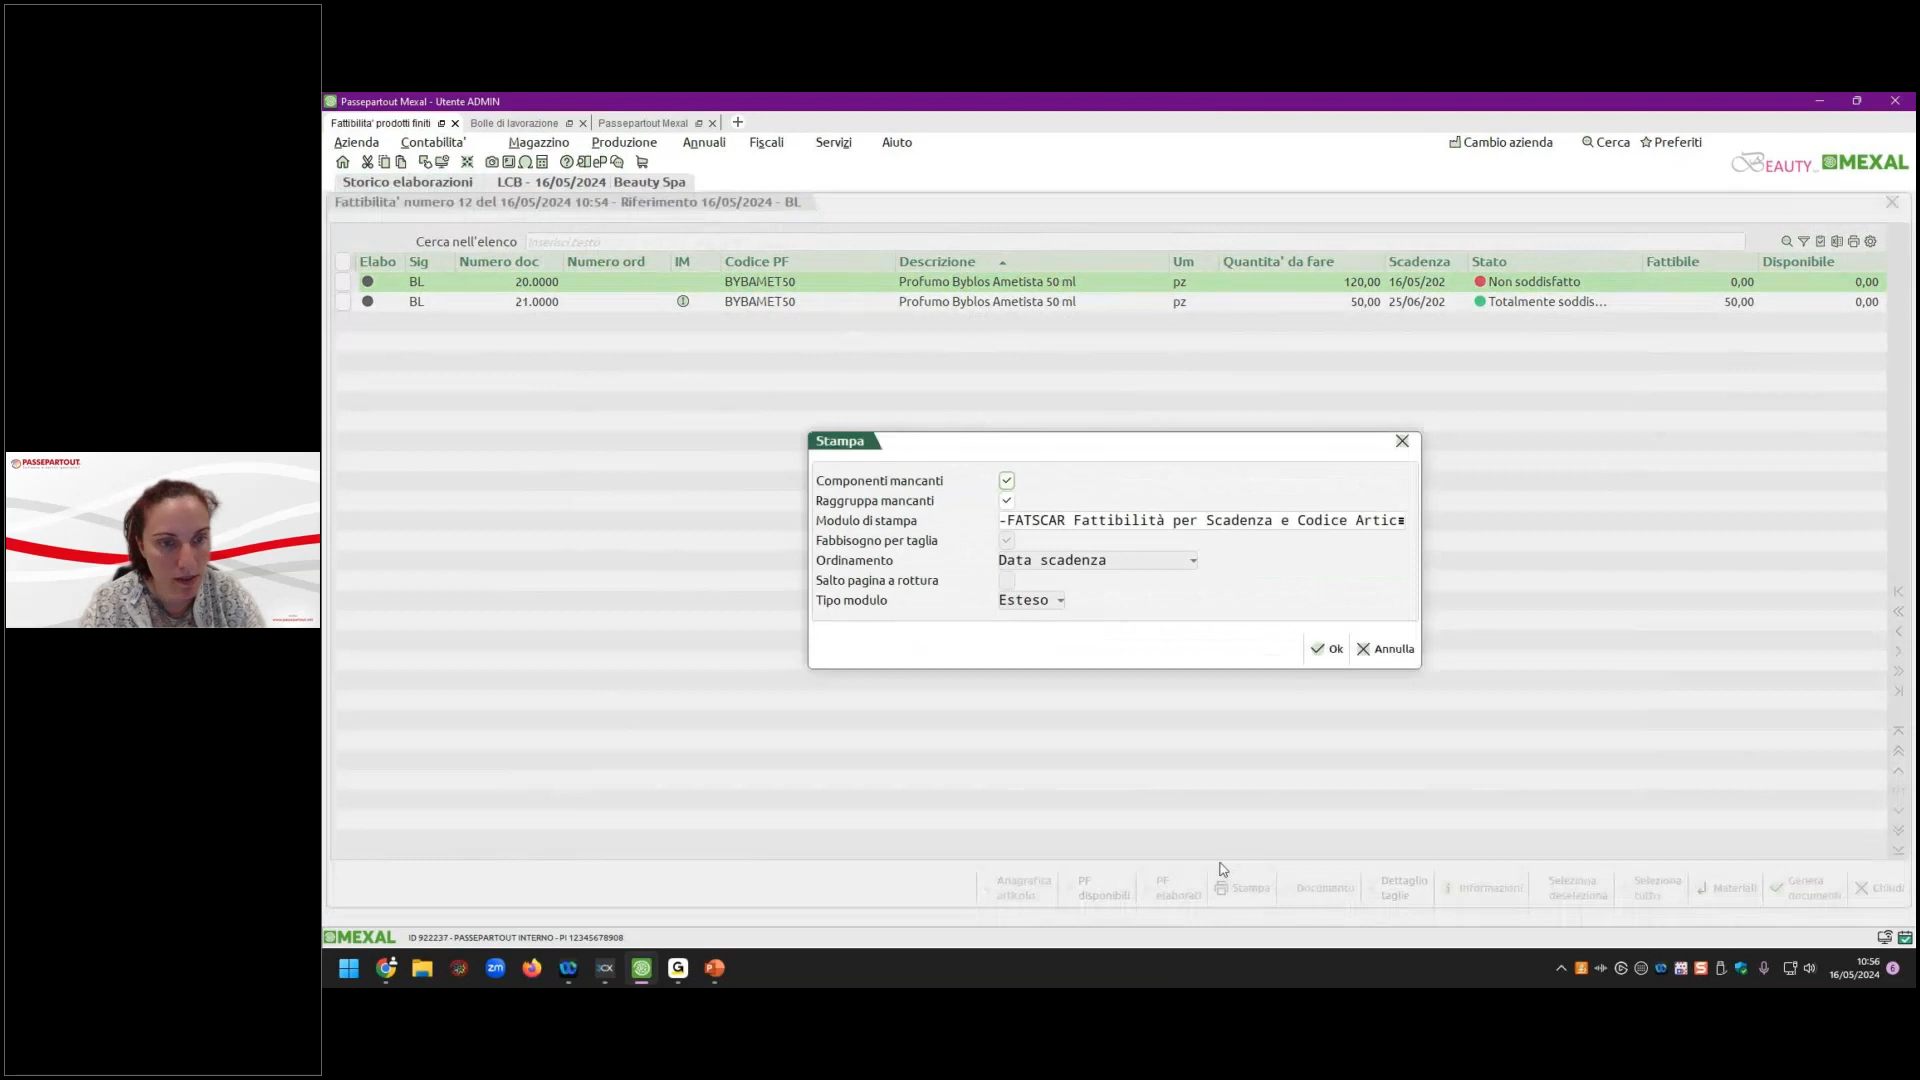 PASSEPARTOUT
Passepartout Mexal - Utente ADMIN
Fattibilita' prodotti finiti
Bolle di lavorazione
Passepartout Mexal
Azienda
Contabilita'
Magazzino
Produzione
Annuali
Fiscali
Servizi
Aiuto
Cambio azienda
Cerca
Preferiti
BEAUTY
MEXAL
Storico elaborazioni
LCB - 16/05/2024
Beauty Spa
Fattibilita' numero 12 del 16/05/2024 10:54 - Riferimento 16/05/2024 - BL
Cerca nell'elenco
Inserisci testo
Elabo Sig Numero doc Numero ord IM Codice PF Descrizione Um Quantita' da fare Scadenza Stato Fattibile Disponibile
BL 20.0000 BYBAMET50 Profumo Byblos Ametista 50 ml pz 120,00 16/05/202 Non soddisfatto 0,00 0,00
BL 21.0000 BYBAMET50 Profumo Byblos Ametista 50 ml pz 50,00 25/06/202 Totalmente soddis... 50,00 0,00
Stampa
Componenti mancanti
Raggruppa mancanti
Modulo di stampa -FATSCAR Fattibilità per Scadenza e Codice Artic
Fabbisogno per taglia
Ordinamento Data scadenza
Salto pagina a rottura
Tipo modulo Esteso
Ok
Annulla
Anagrafica articolo
PF disponibili
PF elaborati
Stampa
Documento
Dettaglio taglie
Informazioni
Seleziona deseleziona
Seleziona tutto
Materiali
Genera documenti
Chiudi
MEXAL
ID 922237 - PASSEPARTOUT INTERNO - PI 12345678908
zm
10:56
16/05/2024
6
www.passepartout.net